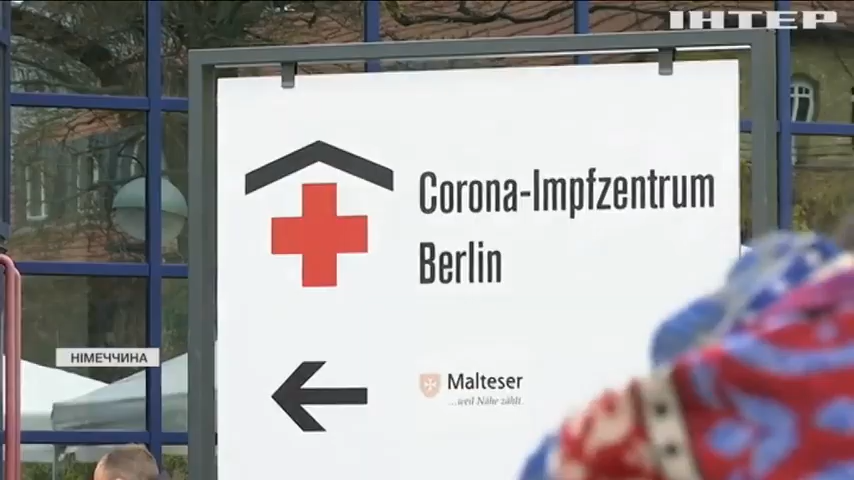 ІНТЕР
Corona-Impfzentrum
Berlin
НІМЕЧЧИНА
Malteser
...weil Nähe zählt.